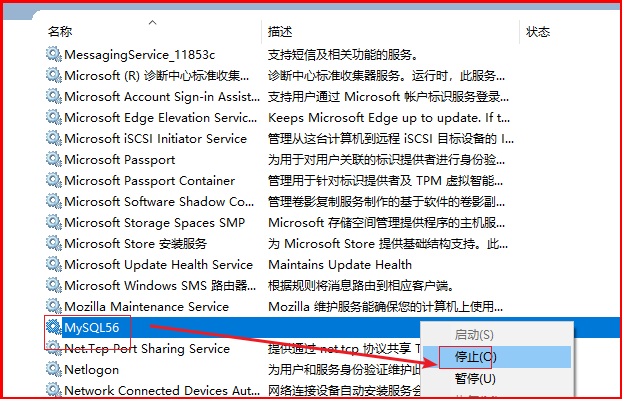 名称 描述 状态
MessagingService_11853c 支持短信及相关功能的服务。
Microsoft (R) 诊断中心标准收集... 诊断中心标准收集器服务。运行时，此服务...
Microsoft Account Sign-in Assist... 支持用户通过 Microsoft 帐户标识服务登录...
Microsoft Edge Elevation Servic... Keeps Microsoft Edge up to update. If t...
Microsoft iSCSI Initiator Service 管理从这台计算机到远程 iSCSI 目标设备的 I...
Microsoft Passport 为用于对用户关联的标识提供者进行身份验...
Microsoft Passport Container 管理用于针对标识提供者及 TPM 虚拟智能...
Microsoft Software Shadow Co... 管理卷影复制服务制作的基于软件的卷影副...
Microsoft Storage Spaces SMP Microsoft 存储空间管理提供程序的主机服...
Microsoft Store 安装服务 为 Microsoft Store 提供基础结构支持。此...
Microsoft Update Health Service Maintains Update Health
Microsoft Windows SMS 路由器... 根据规则将消息路由到相应客户端。
Mozilla Maintenance Service Mozilla 维护服务能确保您的计算机上使用...
MySQL56
启动(S)
Net.Tcp Port Sharing Service 提供通过 net.tcp 协议共享 T
停止(O)
Netlogon 为用户和服务身份验证维护此
暂停(U)
Network Connected Devices Aut... 网络连接设备自动安装服务会